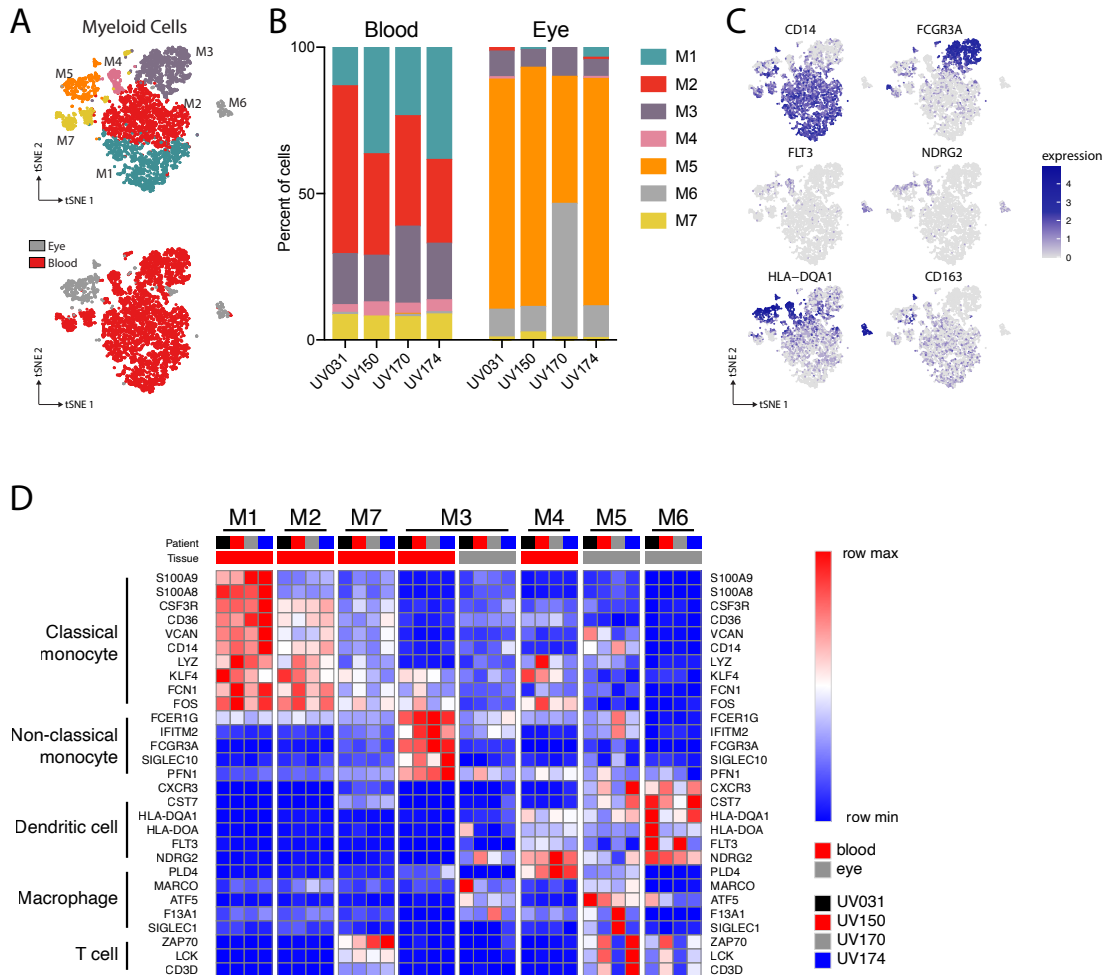 A
Myeloid Cells
M3
M4
M5
M2
M6
M7
M1
tSNE 2
tSNE 1
Eye
Blood
tSNE 2
tSNE 1
B
Blood
Eye
Percent of cells
100
50
0
UV031
UV150
UV170
UV174
UV031
UV150
UV170
UV174
M1
M2
M3
M4
M5
M6
M7
C
CD14
FCGR3A
FLT3
NDRG2
HLA−DQA1
CD163
expression
4
3
2
1
0
tSNE 2
tSNE 1
D
M1
M2
M7
M3
M4
M5
M6
Patient
Tissue
Classical
monocyte
Non-classical
monocyte
Dendritic cell
Macrophage
T cell
S100A9
S100A8
CSF3R
CD36
VCAN
CD14
LYZ
KLF4
FCN1
FOS
FCER1G
IFITM2
FCGR3A
SIGLEC10
PFN1
CXCR3
CST7
HLA-DQA1
HLA-DOA
FLT3
NDRG2
PLD4
MARCO
ATF5
F13A1
SIGLEC1
ZAP70
LCK
CD3D
S100A9
S100A8
CSF3R
CD36
VCAN
CD14
LYZ
KLF4
FCN1
FOS
FCER1G
IFITM2
FCGR3A
SIGLEC10
PFN1
CXCR3
CST7
HLA-DQA1
HLA-DOA
FLT3
NDRG2
PLD4
MARCO
ATF5
F13A1
SIGLEC1
ZAP70
LCK
CD3D
row max
row min
blood
eye
UV031
UV150
UV170
UV174